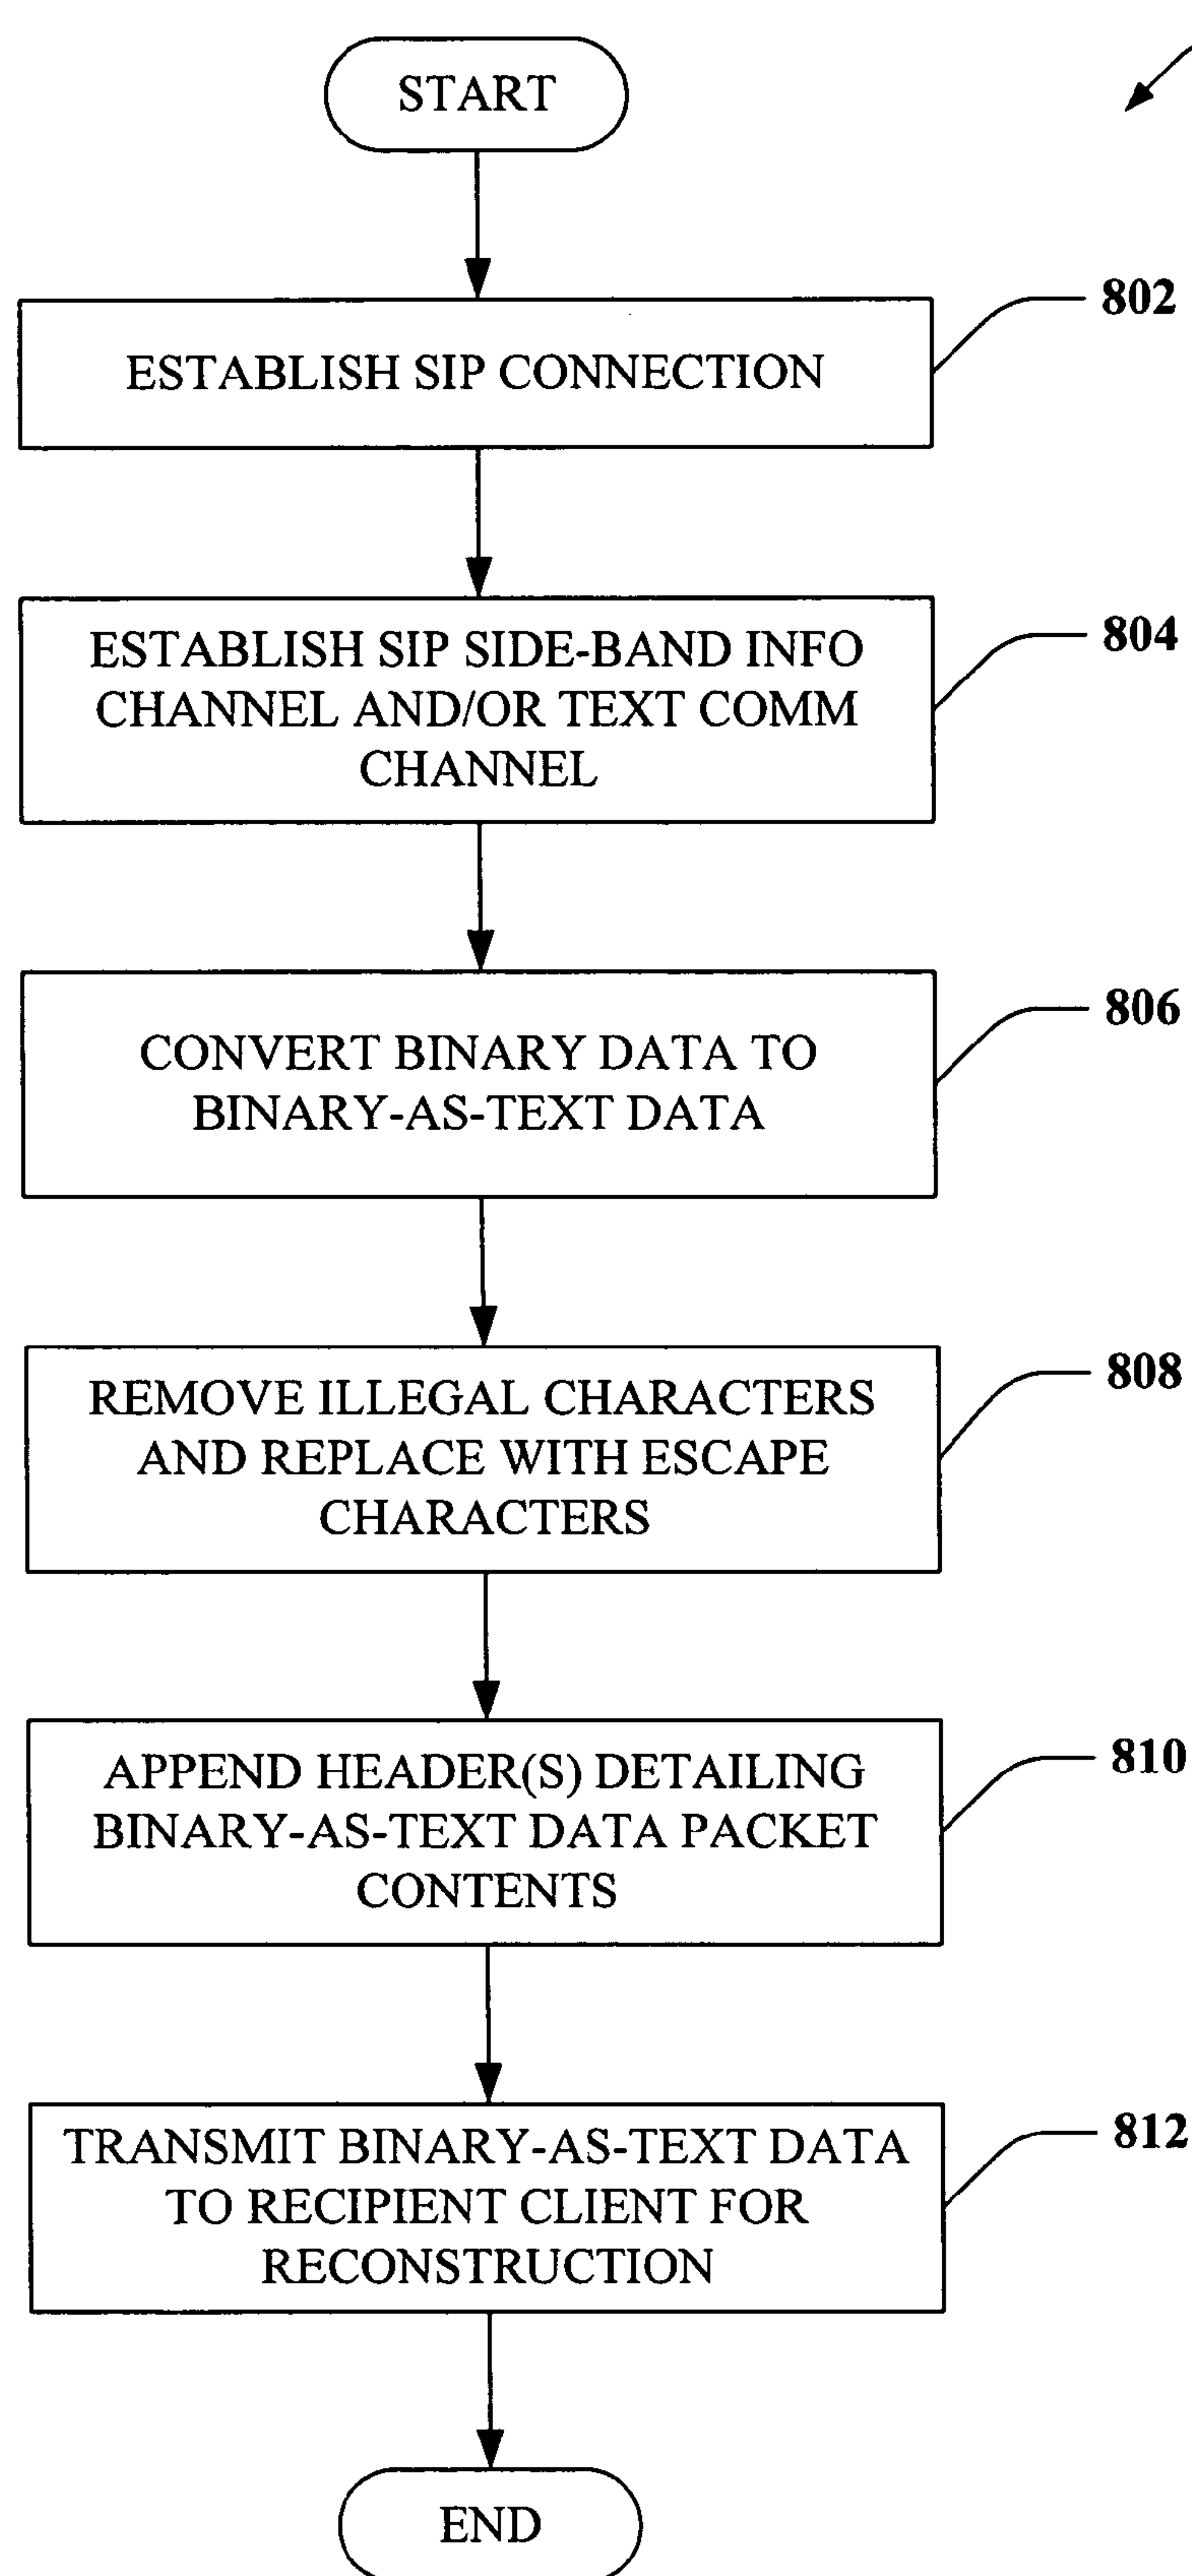 START
802
ESTABLISH SIP CONNECTION
804
ESTABLISH SIP SIDE-BAND INFO
CHANNEL AND/OR TEXT COMM
CHANNEL
806
CONVERT BINARY DATA TO
BINARY-AS-TEXT DATA
808
REMOVE ILLEGAL CHARACTERS
AND REPLACE WITH ESCAPE
CHARACTERS
810
APPEND HEADER(S) DETAILING
BINARY-AS-TEXT DATA PACKET
CONTENTS
812
TRANSMIT BINARY-AS-TEXT DATA
TO RECIPIENT CLIENT FOR
RECONSTRUCTION
END